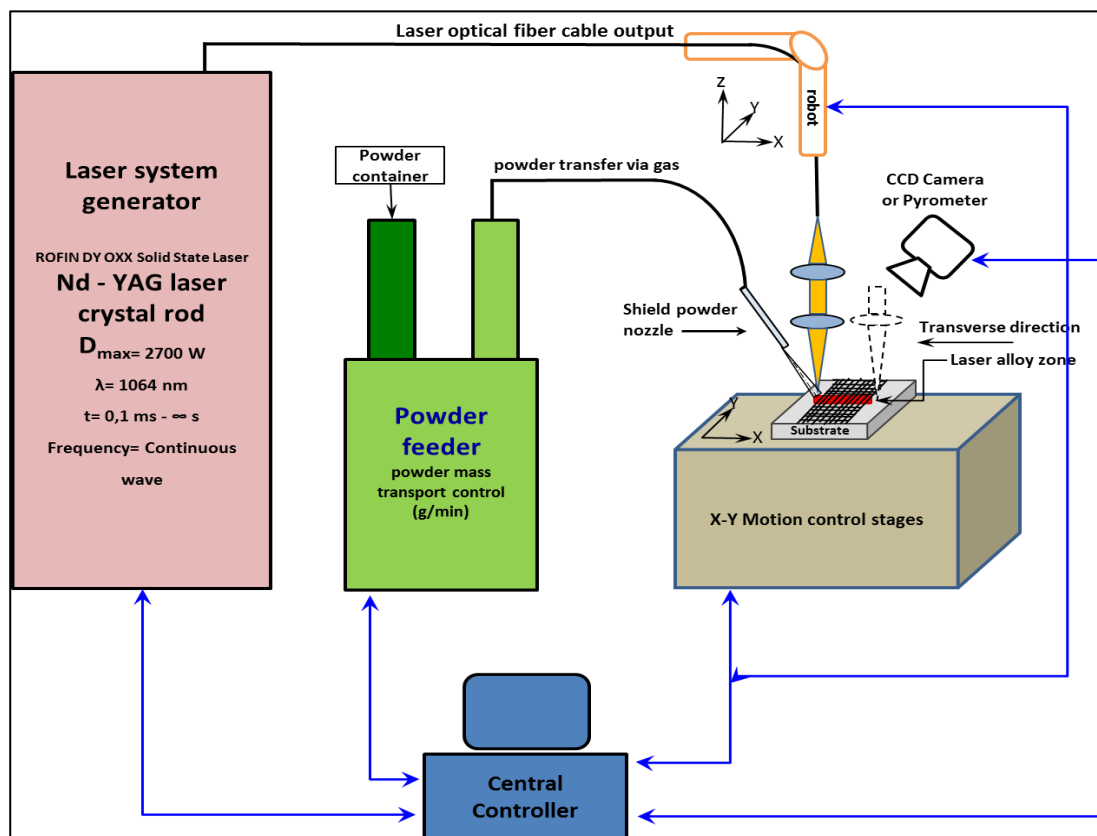 Laser optical fiber cable output
Laser system
generator
ROFIN DY OXX Solid State Laser
Nd - YAG laser
crystal rod
Dmax= 2700 W
λ= 1064 nm
t= 0,1 ms - ∞ s
Frequency= Continuous
wave
Powder
container
powder transfer via gas
Powder
feeder
powder mass
transport control
(g/min)
Z
Y
X
robot
CCD Camera
or Pyrometer
Shield powder
nozzle
Transverse direction
Laser alloy zone
Y
X
Substrate
X-Y Motion control stages
Central
Controller